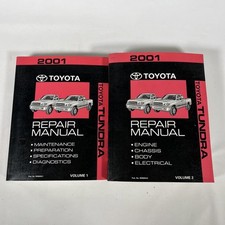 2001
TOYOTA
REPAIR
MANUAL
• MAINTENANCE
• PREPARATION
• SPECIFICATIONS
• DIAGNOSTICS
VOLUME 1
TOYOTA TUNDRA
2001
TOYOTA
REPAIR
MANUAL
• ENGINE
• CHASSIS
• BODY
• ELECTRICAL
VOLUME 2
TOYOTA TUNDRA